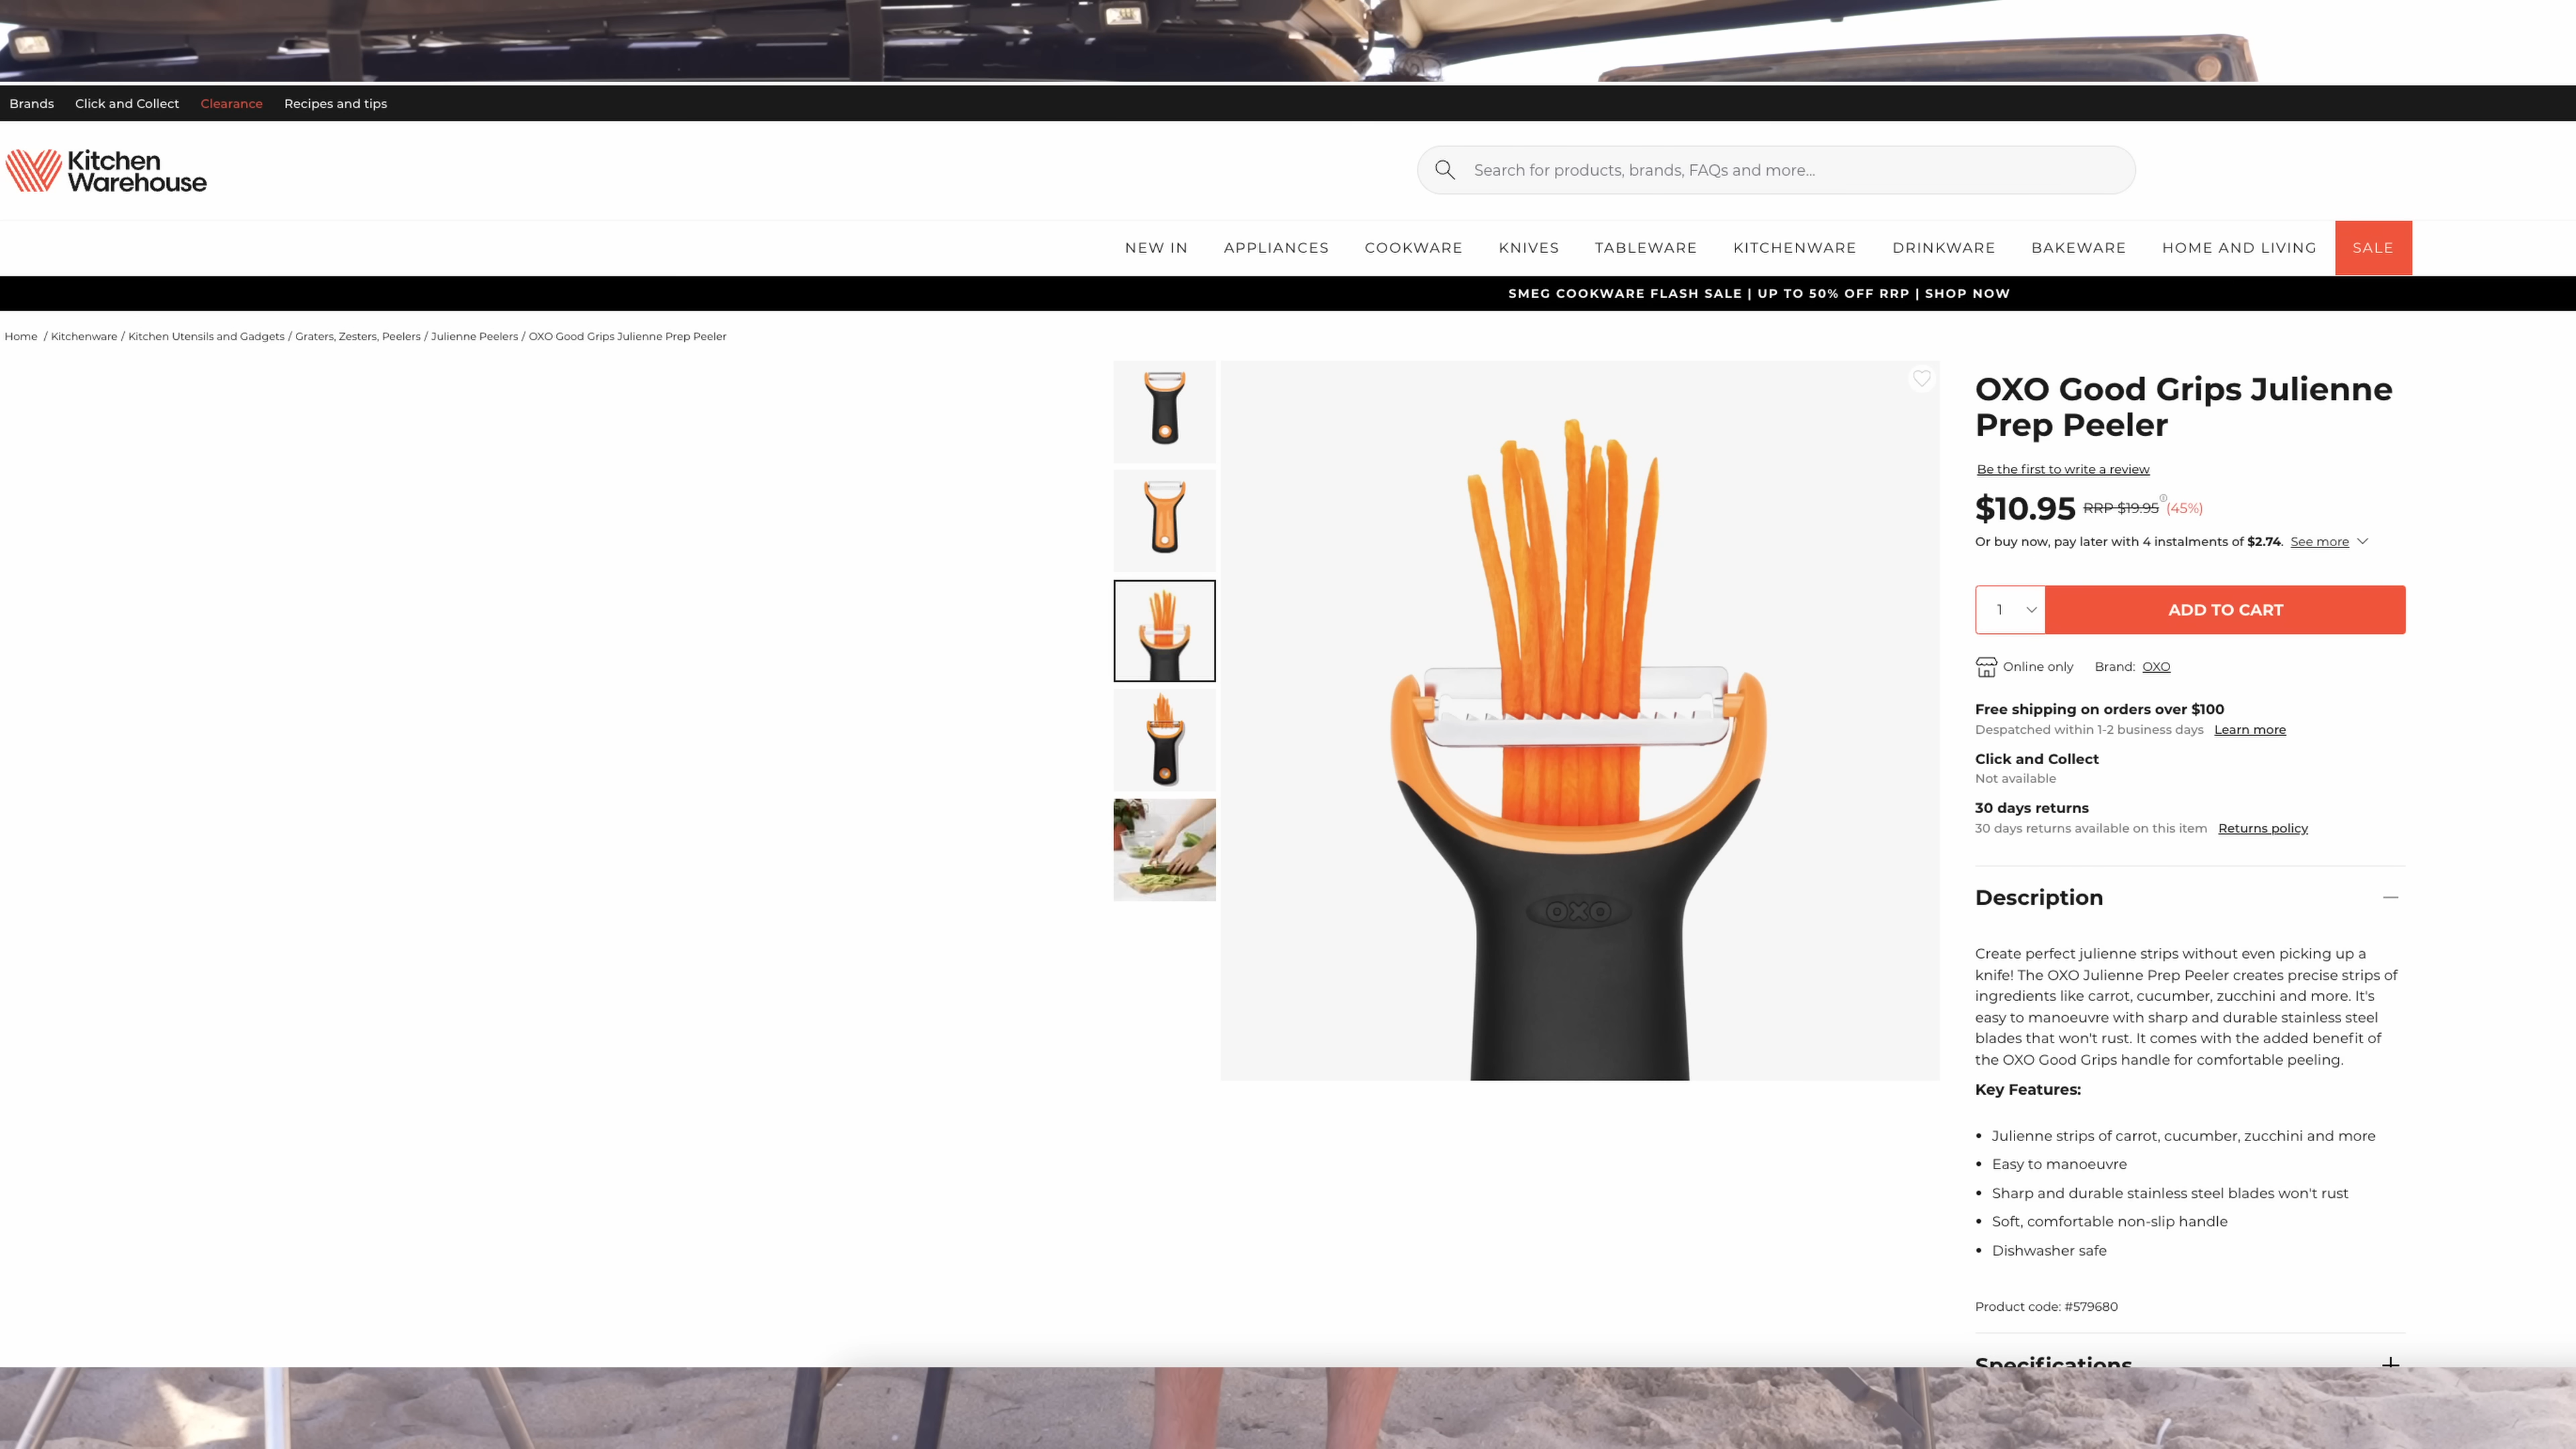 Brands Click and Collect Clearance Recipes and tips
Kitchen
Warehouse
Search for products, brands, FAQs and more...
NEW IN APPLIANCES COOKWARE KNIVES TABLEWARE KITCHENWARE DRINKWARE BAKEWARE HOME AND LIVING SALE
SMEG COOKWARE FLASH SALE | UP TO 50% OFF RRP | SHOP NOW
Home / Kitchenware / Kitchen Utensils and Gadgets / Graters, Zesters, Peelers / Julienne Peelers / OXO Good Grips Julienne Prep Peeler
OXO
OXO Good Grips Julienne
Prep Peeler
Be the first to write a review
$10.95 RRP $19.95 (45%)
Or buy now, pay later with 4 instalments of $2.74. See more
1 ADD TO CART
Online only Brand: OXO
Free shipping on orders over $100
Despatched within 1-2 business days Learn more
Click and Collect
Not available
30 days returns
30 days returns available on this item Returns policy
Description
Create perfect julienne strips without even picking up a
knife! The OXO Julienne Prep Peeler creates precise strips of
ingredients like carrot, cucumber, zucchini and more. It's
easy to manoeuvre with sharp and durable stainless steel
blades that won't rust. It comes with the added benefit of
the OXO Good Grips handle for comfortable peeling.
Key Features:
• Julienne strips of carrot, cucumber, zucchini and more
• Easy to manoeuvre
• Sharp and durable stainless steel blades won't rust
• Soft, comfortable non-slip handle
• Dishwasher safe
Product code: #579680
Specifications